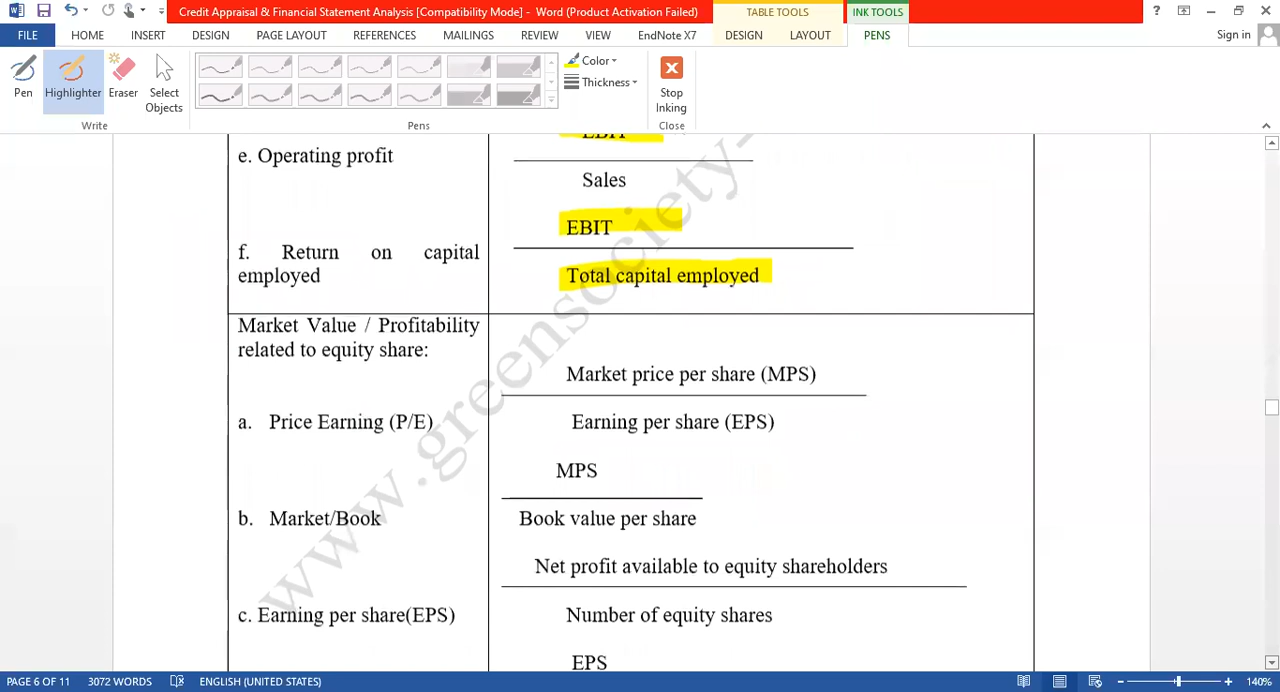 Credit Appraisal & Financial Statement Analysis [Compatibility Mode] - Word (Product Activation Failed)
TABLE TOOLS
INK TOOLS
?
FILE
HOME
INSERT
DESIGN
PAGE LAYOUT
REFERENCES
MAILINGS
REVIEW
VIEW
EndNote X7
DESIGN
LAYOUT
PENS
Sign in
Pen
Highlighter
Eraser
Select
Objects
Color
Thickness
Stop
Inking
Write
Pens
Close
EBIT
e. Operating profit
Sales
EBIT
f. Return on capital
employed
Total capital employed
Market Value / Profitability
related to equity share:
Market price per share (MPS)
a. Price Earning (P/E)
Earning per share (EPS)
MPS
b. Market/Book
Book value per share
Net profit available to equity shareholders
c. Earning per share(EPS)
Number of equity shares
EPS
www.greensociety-
PAGE 6 OF 11
3072 WORDS
ENGLISH (UNITED STATES)
140%